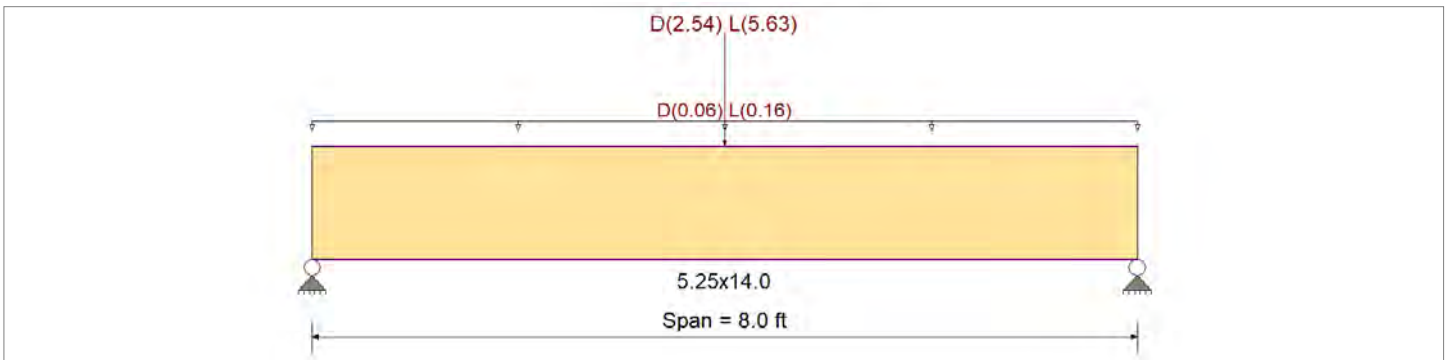 D(2.54) L(5.63)
D(0.06) L(0.16)
5.25x14.0
Span = 8.0 ft